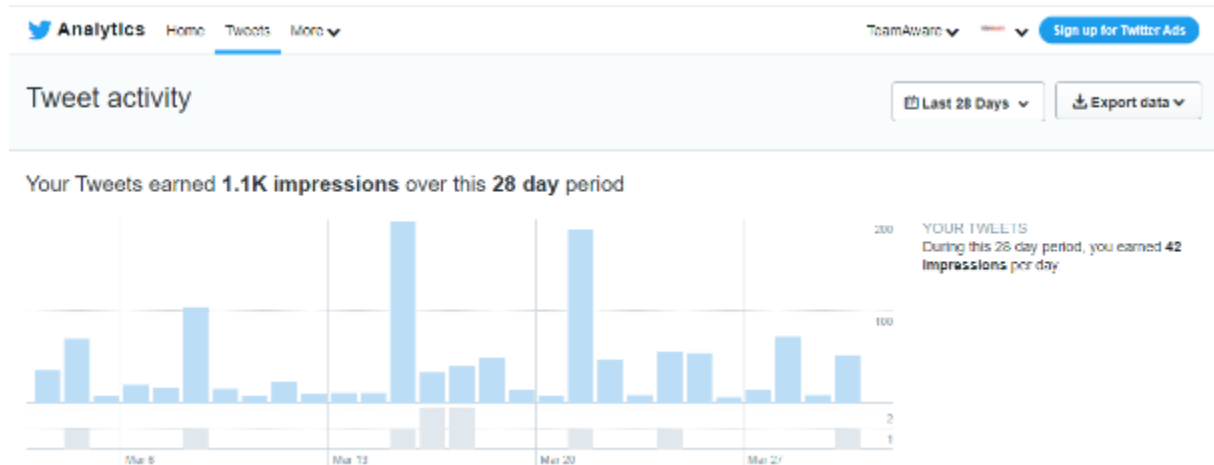 Analytics Home Tweets More
TeamAware
Sign up for Twitter Ads
Tweet activity
Last 28 Days
Export data
Your Tweets earned 1.1K impressions over this 28 day period
200
100
2
1
Mar 6 Mar 13 Mar 20 Mar 27
YOUR TWEETS
During this 28 day period, you earned 42
impressions per day